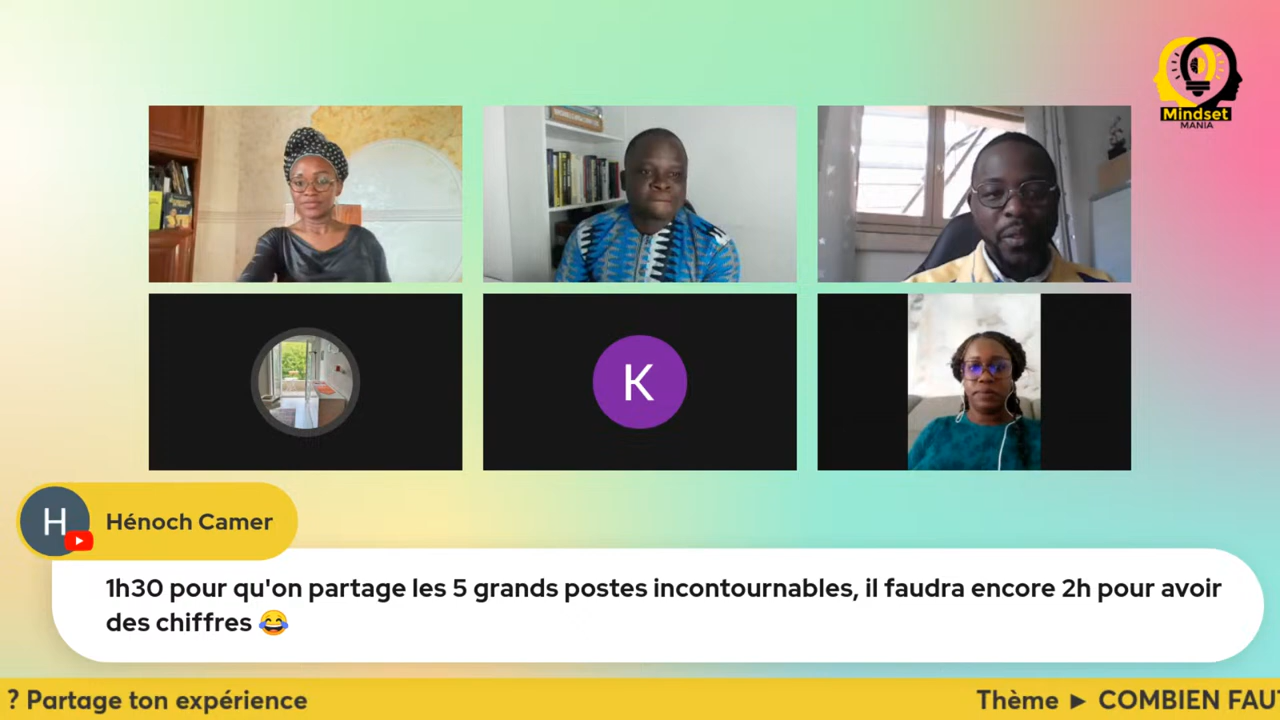 Mindset
MANIA
K
H
Hénoch Camer
1h30 pour qu'on partage les 5 grands postes incontournables, il faudra encore 2h pour avoir
des chiffres 😂
? Partage ton expérience
Thème ► COMBIEN FAUT